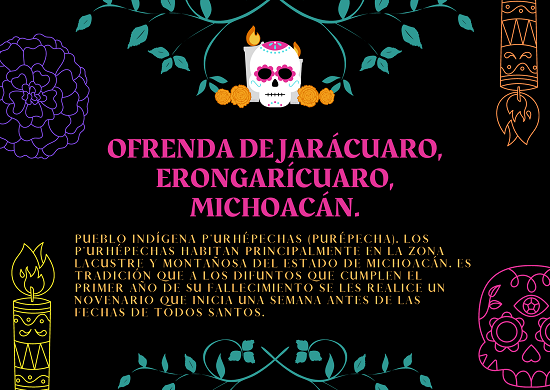 OFRENDA DE JARÁCUARO,
ERONGARÍCUARO,
MICHOACÁN.
PUEBLO INDÍGENA P'URHÉPECHAS (PURÉPECHA). LOS
P'URHÉPECHAS HABITAN PRINCIPALMENTE EN LA ZONA
LACUSTRE Y MONTAÑOSA DEL ESTADO DE MICHOACÁN. ES
TRADICIÓN QUE A LOS DIFUNTOS QUE CUMPLEN EL
PRIMER AÑO DE SU FALLECIMIENTO SE LES REALICE UN
NOVENARIO QUE INICIA UNA SEMANA ANTES DE LAS
FECHAS DE TODOS SANTOS.